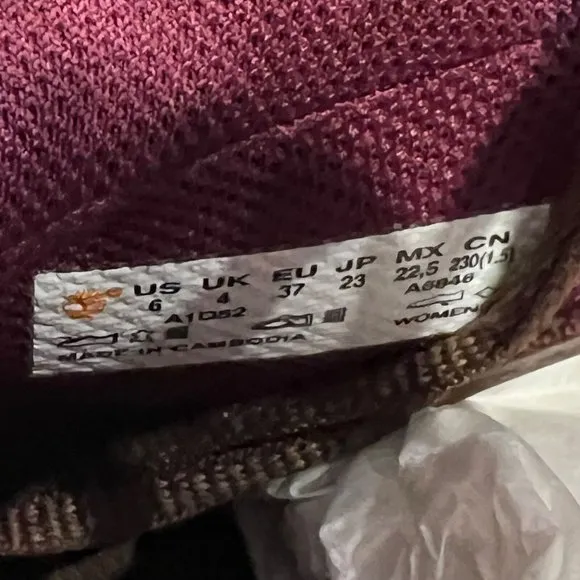 US UK EU JP MX CN
6 4 37 23 22,5 230(1.5)
A1D52 A6846
WOMEN
MADE IN CAMBODIA